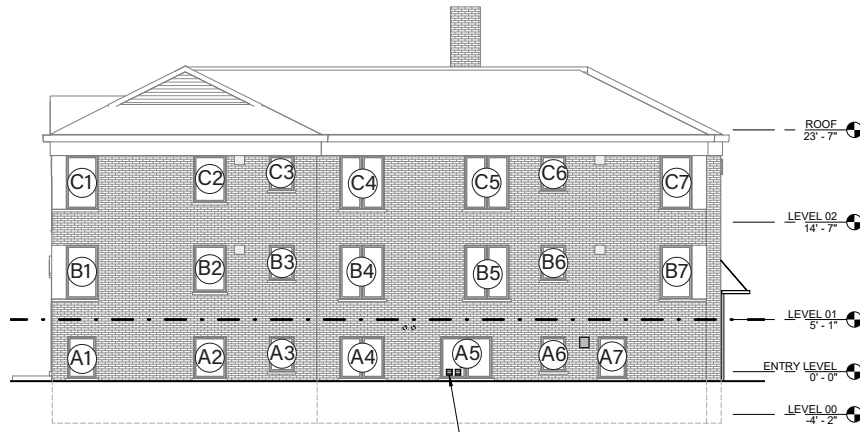 ROOF
23' - 7"
C1 C2 C3 C4 C5 C6 C7
LEVEL 02
14' - 7"
B1 B2 B3 B4 B5 B6 B7
LEVEL 01
5' - 1"
A1 A2 A3 A4 A5 A6 A7
ENTRY LEVEL
0' - 0"
LEVEL 00
-4' - 2"